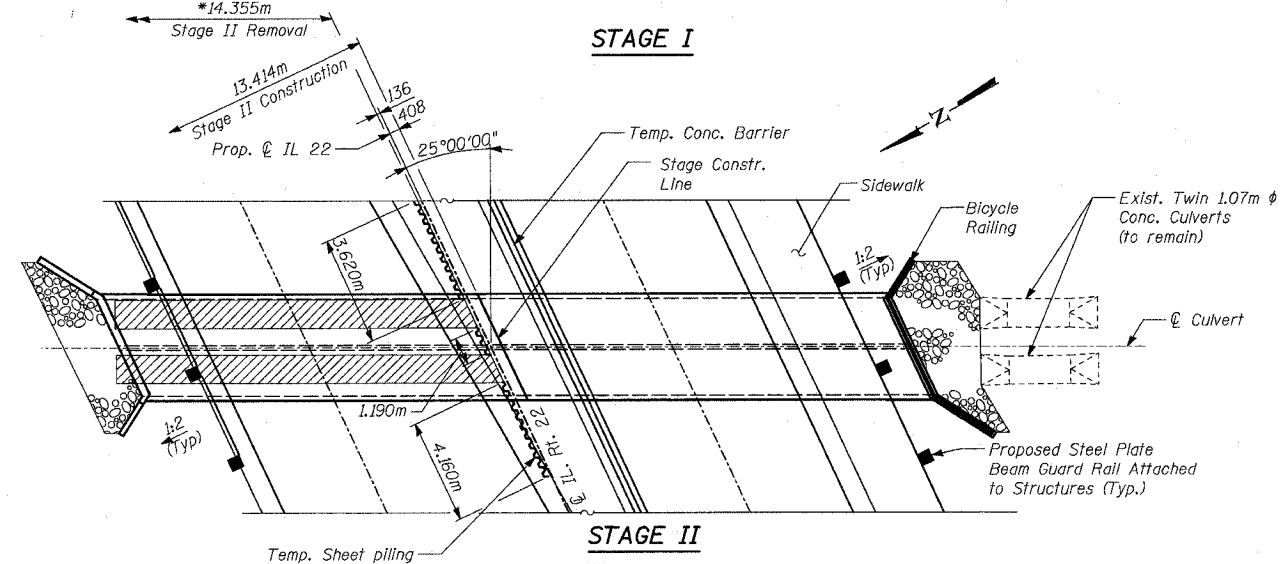 *14.355m
Stage II Removal
STAGE I
13.414m
Stage II Construction
136
408
Prop. ℄ IL 22
25°00'00"
N
Temp. Conc. Barrier
Stage Constr.
Line
Sidewalk
Bicycle
Railing
Exist. Twin 1.07m ϕ
Conc. Culverts
(to remain)
1:2
(Typ)
3.620m
℄ Culvert
1.190m
1:2
(Typ)
4.160m
℄ IL. Rt. 22
Proposed Steel Plate
Beam Guard Rail Attached
to Structures (Typ.)
STAGE II
Temp. Sheet piling